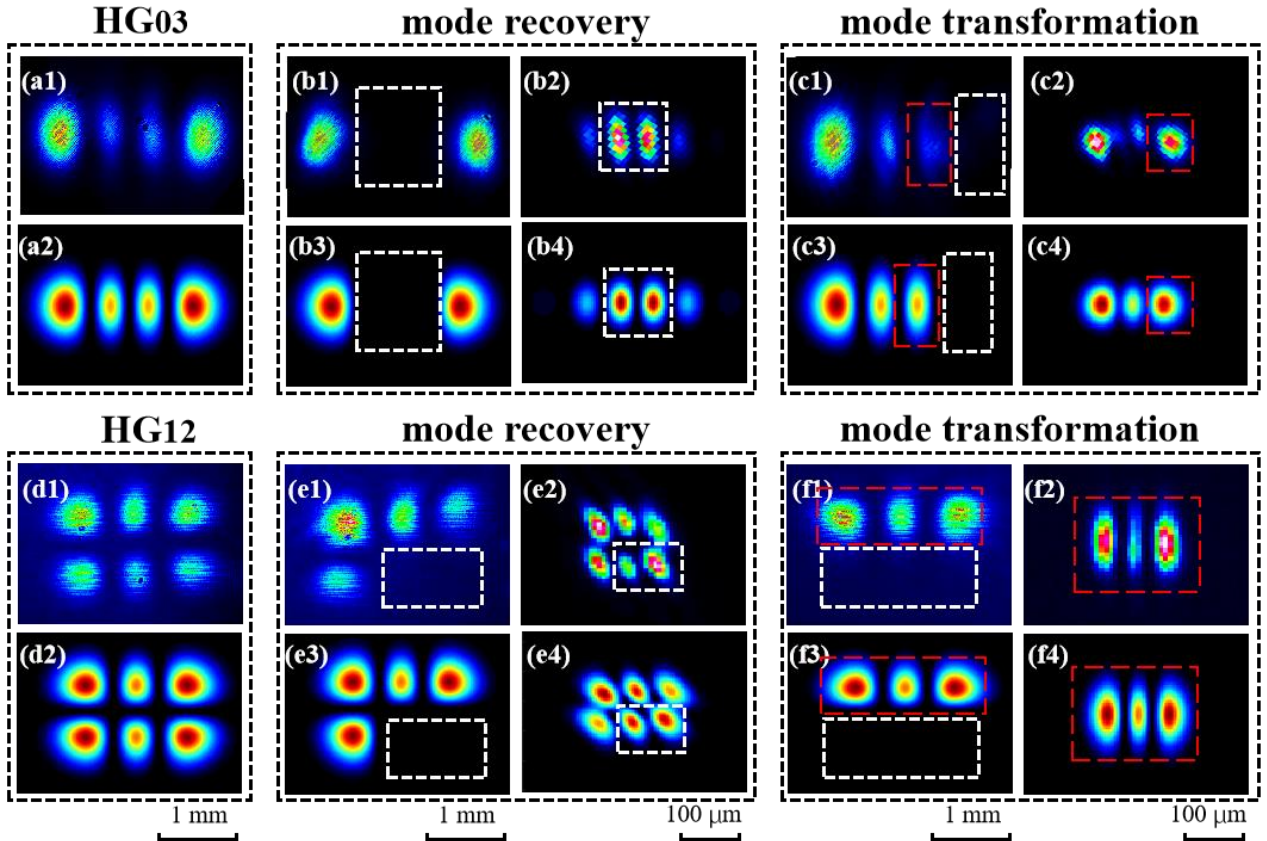 HG03 mode recovery mode transformation
(a1) (b1) (b2) (c1) (c2)
(a2) (b3) (b4) (c3) (c4)
HG12 mode recovery mode transformation
(d1) (e1) (e2) (f1) (f2)
(d2) (e3) (e4) (f3) (f4)
1 mm 1 mm 100 μm 1 mm 100 μm